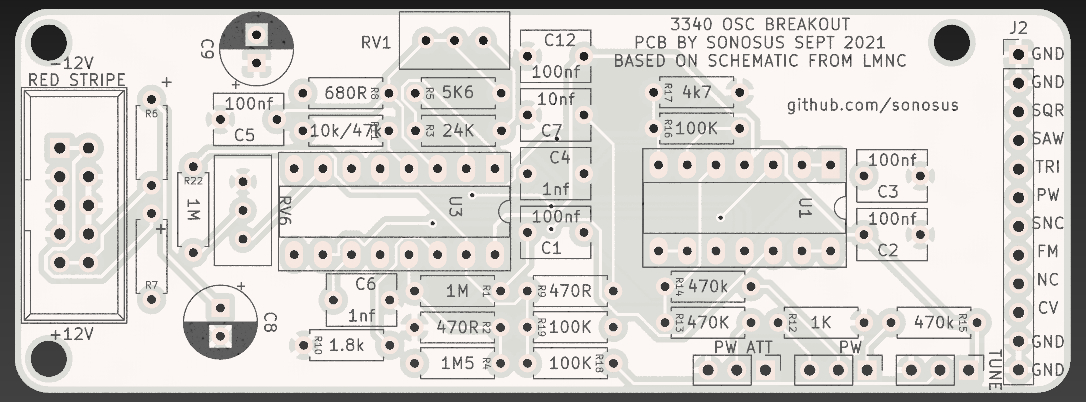 3340 OSC BREAKOUT
PCB BY SONOSUS SEPT 2021
BASED ON SCHEMATIC FROM LMNC
github.com/sonosus
-12V
RED STRIPE
+
R6
C9
+
RV1
C12
100nf
J2
GND
GND
SQR
SAW
TRI
PW
SNC
FM
NC
CV
GND
GND
100nf
C5
680R R8
R5 5K6
10nf
C7
R17 4k7
10k/47k
R3 24K
R16 100K
C4
1nf
R22
1M
RV6
U3
100nf
C1
U1
100nf
C3
100nf
C2
+
R7
+12V
+
C8
C6
1nf
1M R1
R9 470R
R14 470k
470R R2
R19 100K
R13 470K
R12 1K
470k R15
R10 1.8k
1M5 R4
100K R18
PW ATT
PW
TUNE